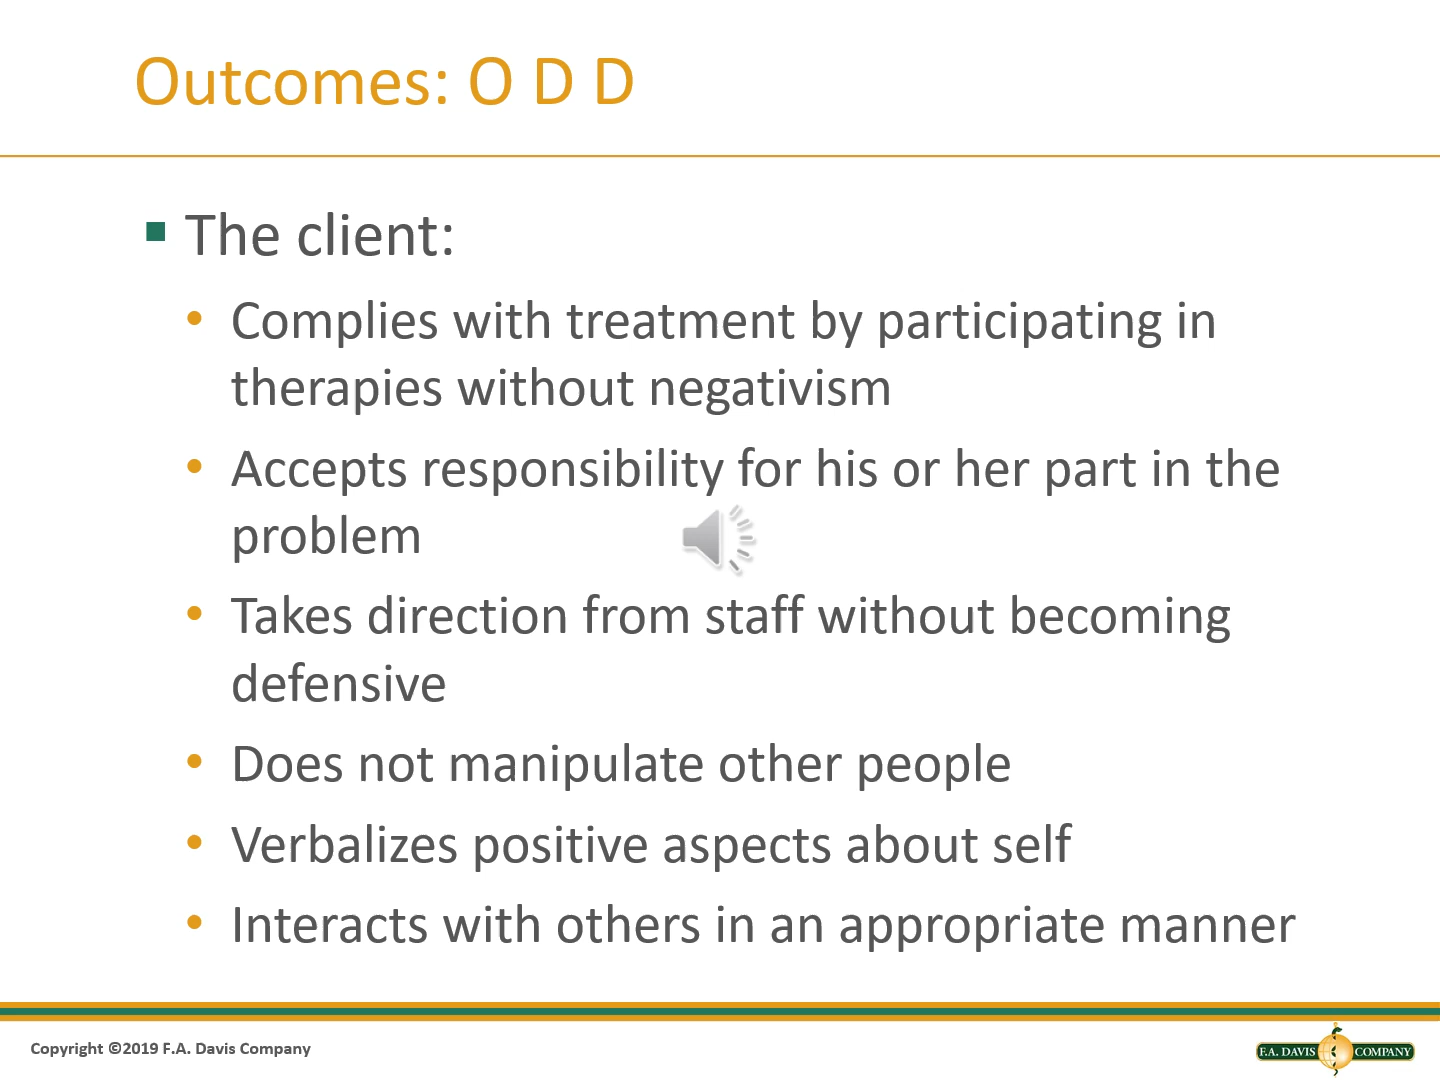 Outcomes: O D D
▪ The client:
• Complies with treatment by participating in
therapies without negativism
• Accepts responsibility for his or her part in the
problem
• Takes direction from staff without becoming
defensive
• Does not manipulate other people
• Verbalizes positive aspects about self
• Interacts with others in an appropriate manner
Copyright ©2019 F.A. Davis Company
F.A. DAVIS COMPANY